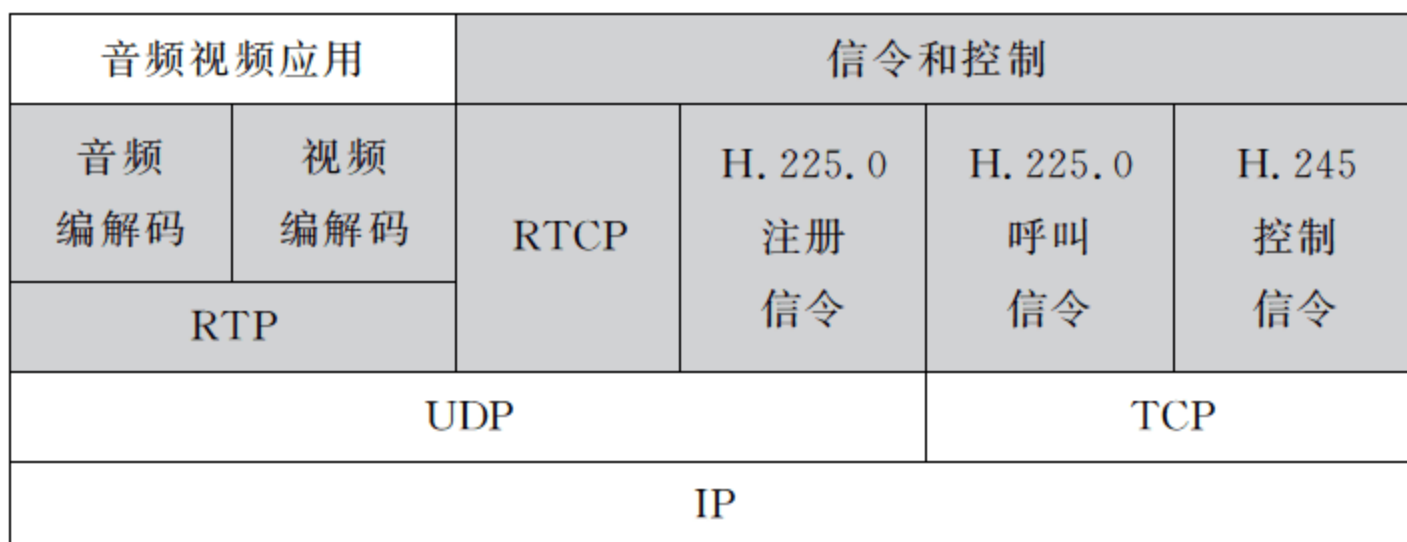 音频视频应用
信令和控制
音频
编解码
视频
编解码
RTP
RTCP
H.225.0
注册
信令
H.225.0
呼叫
信令
H.245
控制
信令
UDP
TCP
IP